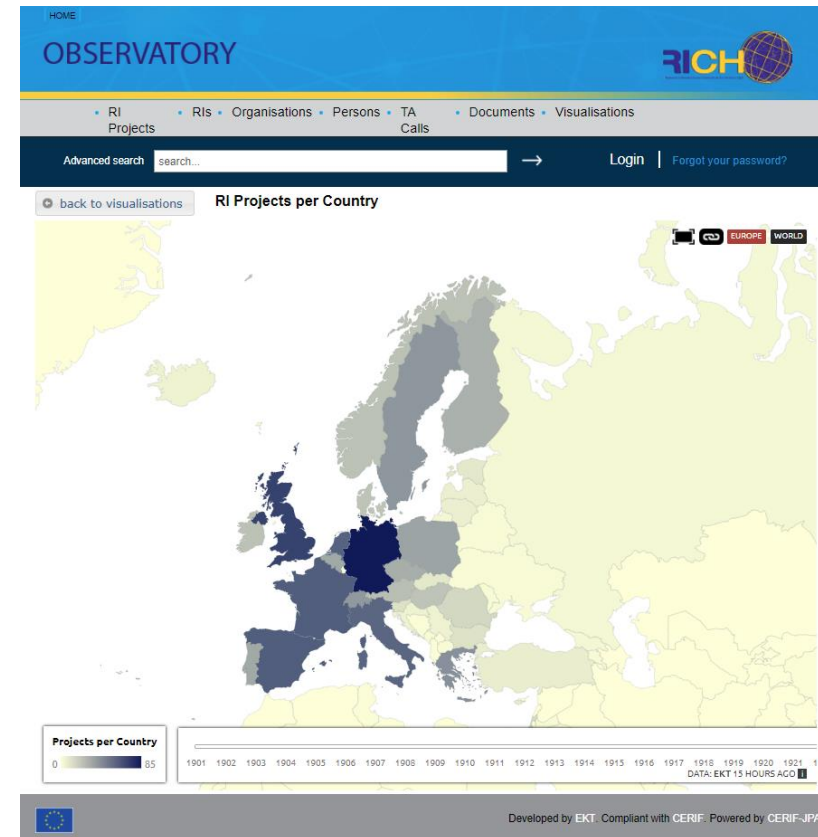 HOME
OBSERVATORY
RICH
RI Projects
RIs
Organisations
Persons
TA Calls
Documents
Visualisations
Advanced search
search...
Login
Forgot your password?
back to visualisations
RI Projects per Country
EUROPE
WORLD
Projects per Country
0 85
1901 1902 1903 1904 1905 1906 1907 1908 1909 1910 1911 1912 1913 1914 1915 1916 1917 1918 1919 1920 1921 1
DATA: EKT 15 HOURS AGO i
Developed by EKT. Compliant with CERIF. Powered by CERIF-JPA